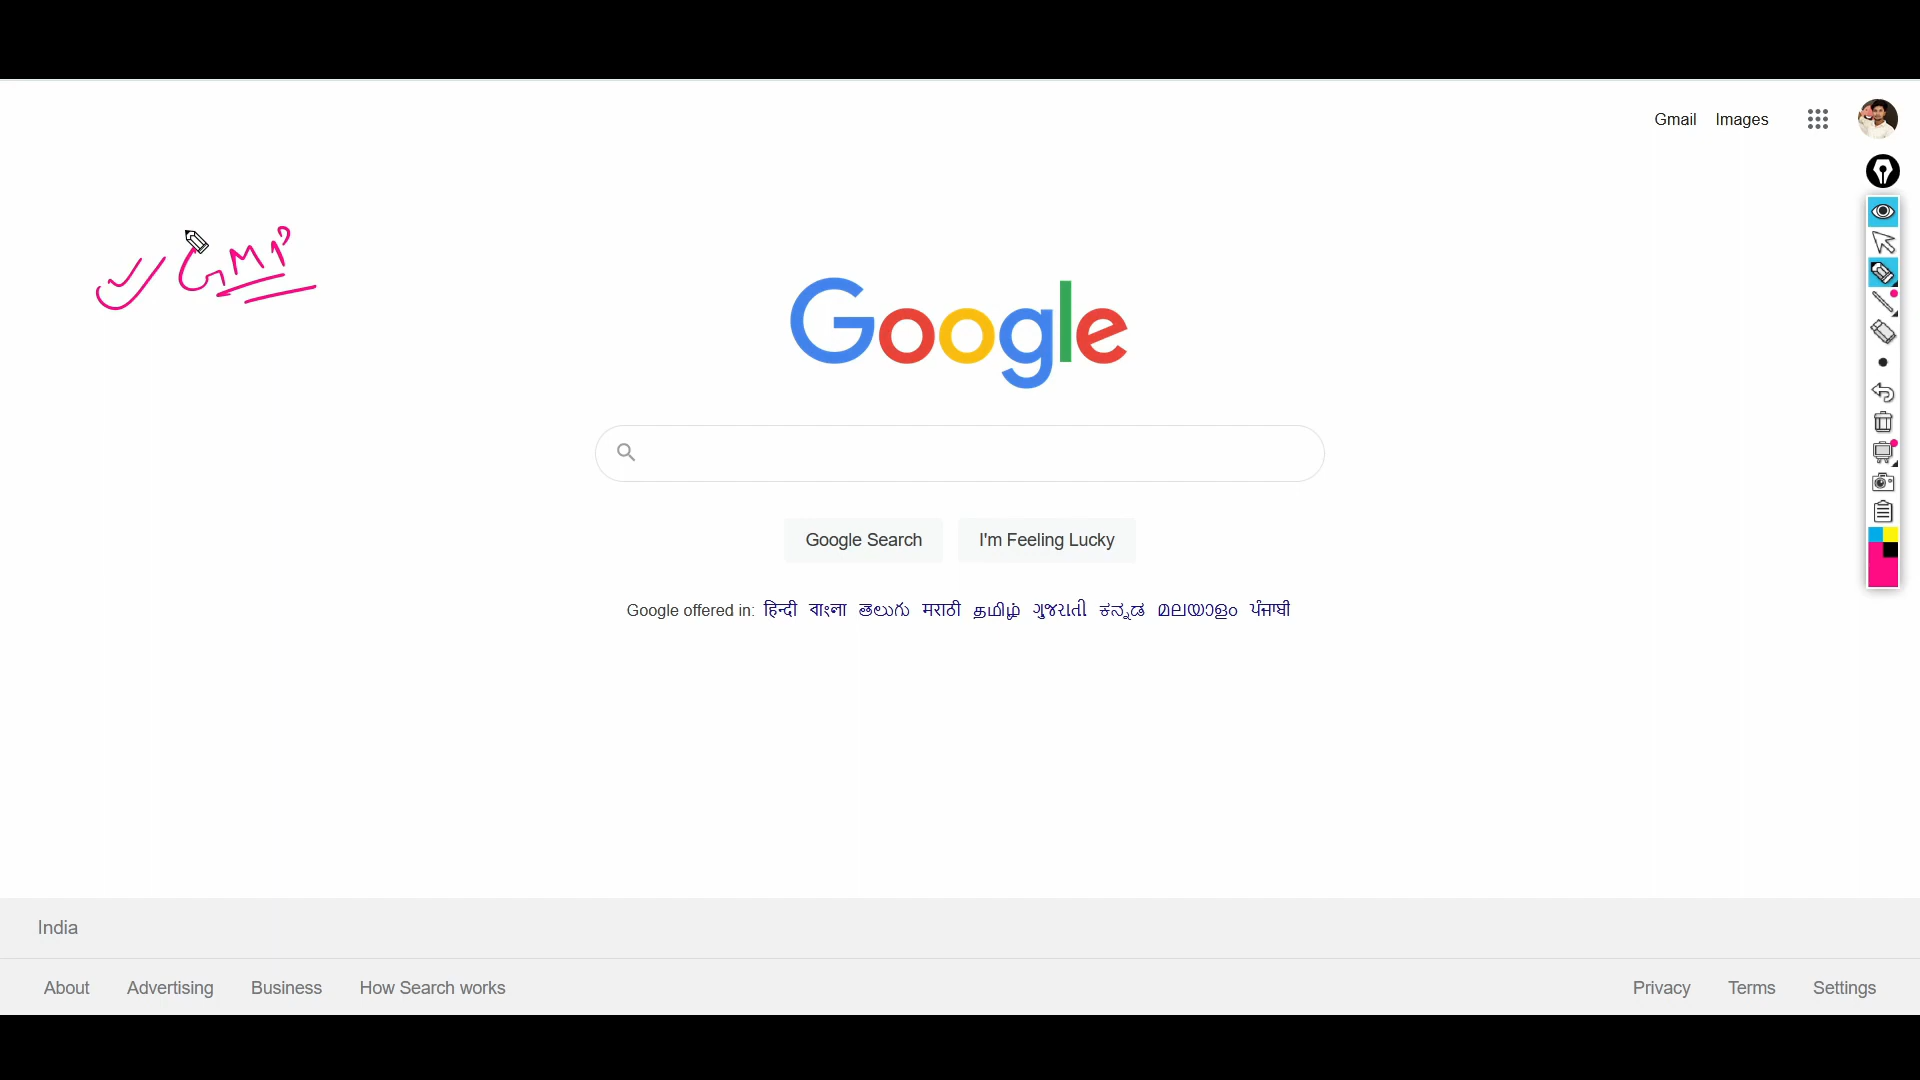 Gmail Images
GMP
Google
Google Search I'm Feeling Lucky
Google offered in: हिन्दी বাংলা తెలుగు मराठी தமிழ் ગુજરાતી ಕನ್ನಡ മലയാളം ਪੰਜਾਬੀ
India
About Advertising Business How Search works Privacy Terms Settings